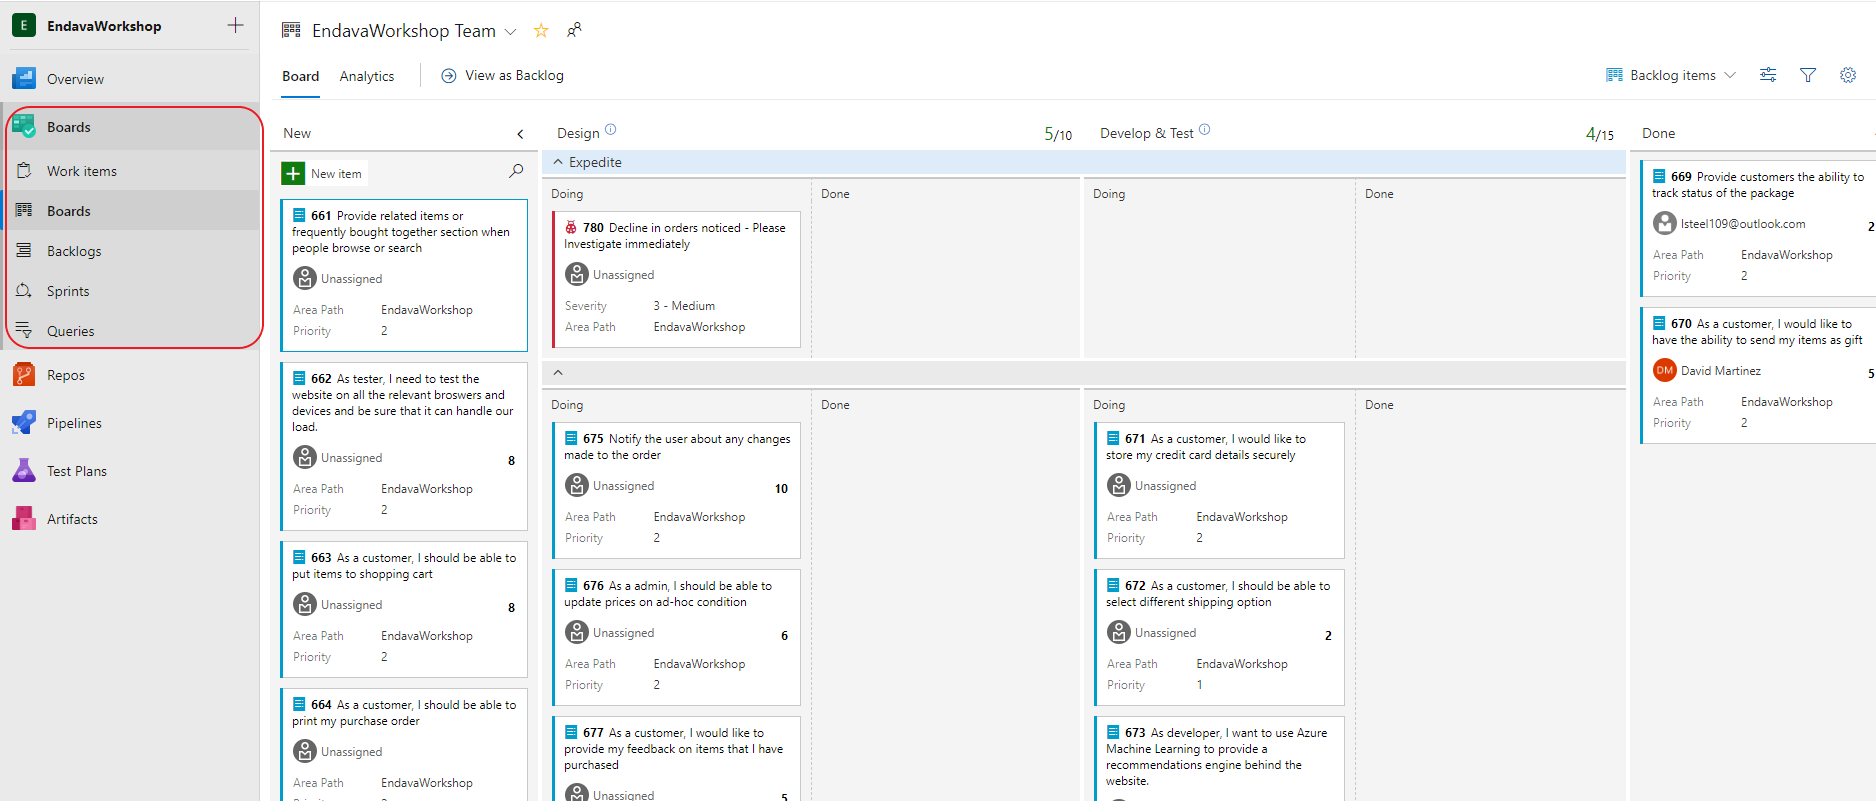 E EndavaWorkshop
Overview
Boards
Work items
Boards
Backlogs
Sprints
Queries
Repos
Pipelines
Test Plans
Artifacts
EndavaWorkshop Team
Board Analytics View as Backlog
Backlog items
New
New item
661 Provide related items or
frequently bought together section when
people browse or search
Unassigned
Area Path EndavaWorkshop
Priority 2
662 As tester, I need to test the
website on all the relevant broswers and
devices and be sure that it can handle our
load.
Unassigned 8
Area Path EndavaWorkshop
Priority 2
663 As a customer, I should be able to
put items to shopping cart
Unassigned 8
Area Path EndavaWorkshop
Priority 2
664 As a customer, I should be able to
print my purchase order
Unassigned
Area Path EndavaWorkshop
Design 5/10
Expedite
Doing Done
780 Decline in orders noticed - Please
Investigate immediately
Unassigned
Severity 3 - Medium
Area Path EndavaWorkshop
Doing Done
675 Notify the user about any changes
made to the order
Unassigned 10
Area Path EndavaWorkshop
Priority 2
676 As a admin, I should be able to
update prices on ad-hoc condition
Unassigned 6
Area Path EndavaWorkshop
Priority 2
677 As a customer, I would like to
provide my feedback on items that I have
purchased
Unassigned 5
Develop & Test 4/15
Doing Done
Doing Done
671 As a customer, I would like to
store my credit card details securely
Unassigned
Area Path EndavaWorkshop
Priority 2
672 As a customer, I should be able to
select different shipping option
Unassigned 2
Area Path EndavaWorkshop
Priority 1
673 As developer, I want to use Azure
Machine Learning to provide a
recommendations engine behind the
website.
Done
669 Provide customers the ability to
track status of the package
lsteel109@outlook.com 2
Area Path EndavaWorkshop
Priority 2
670 As a customer, I would like to
have the ability to send my items as gift
DM David Martinez 5
Area Path EndavaWorkshop
Priority 2